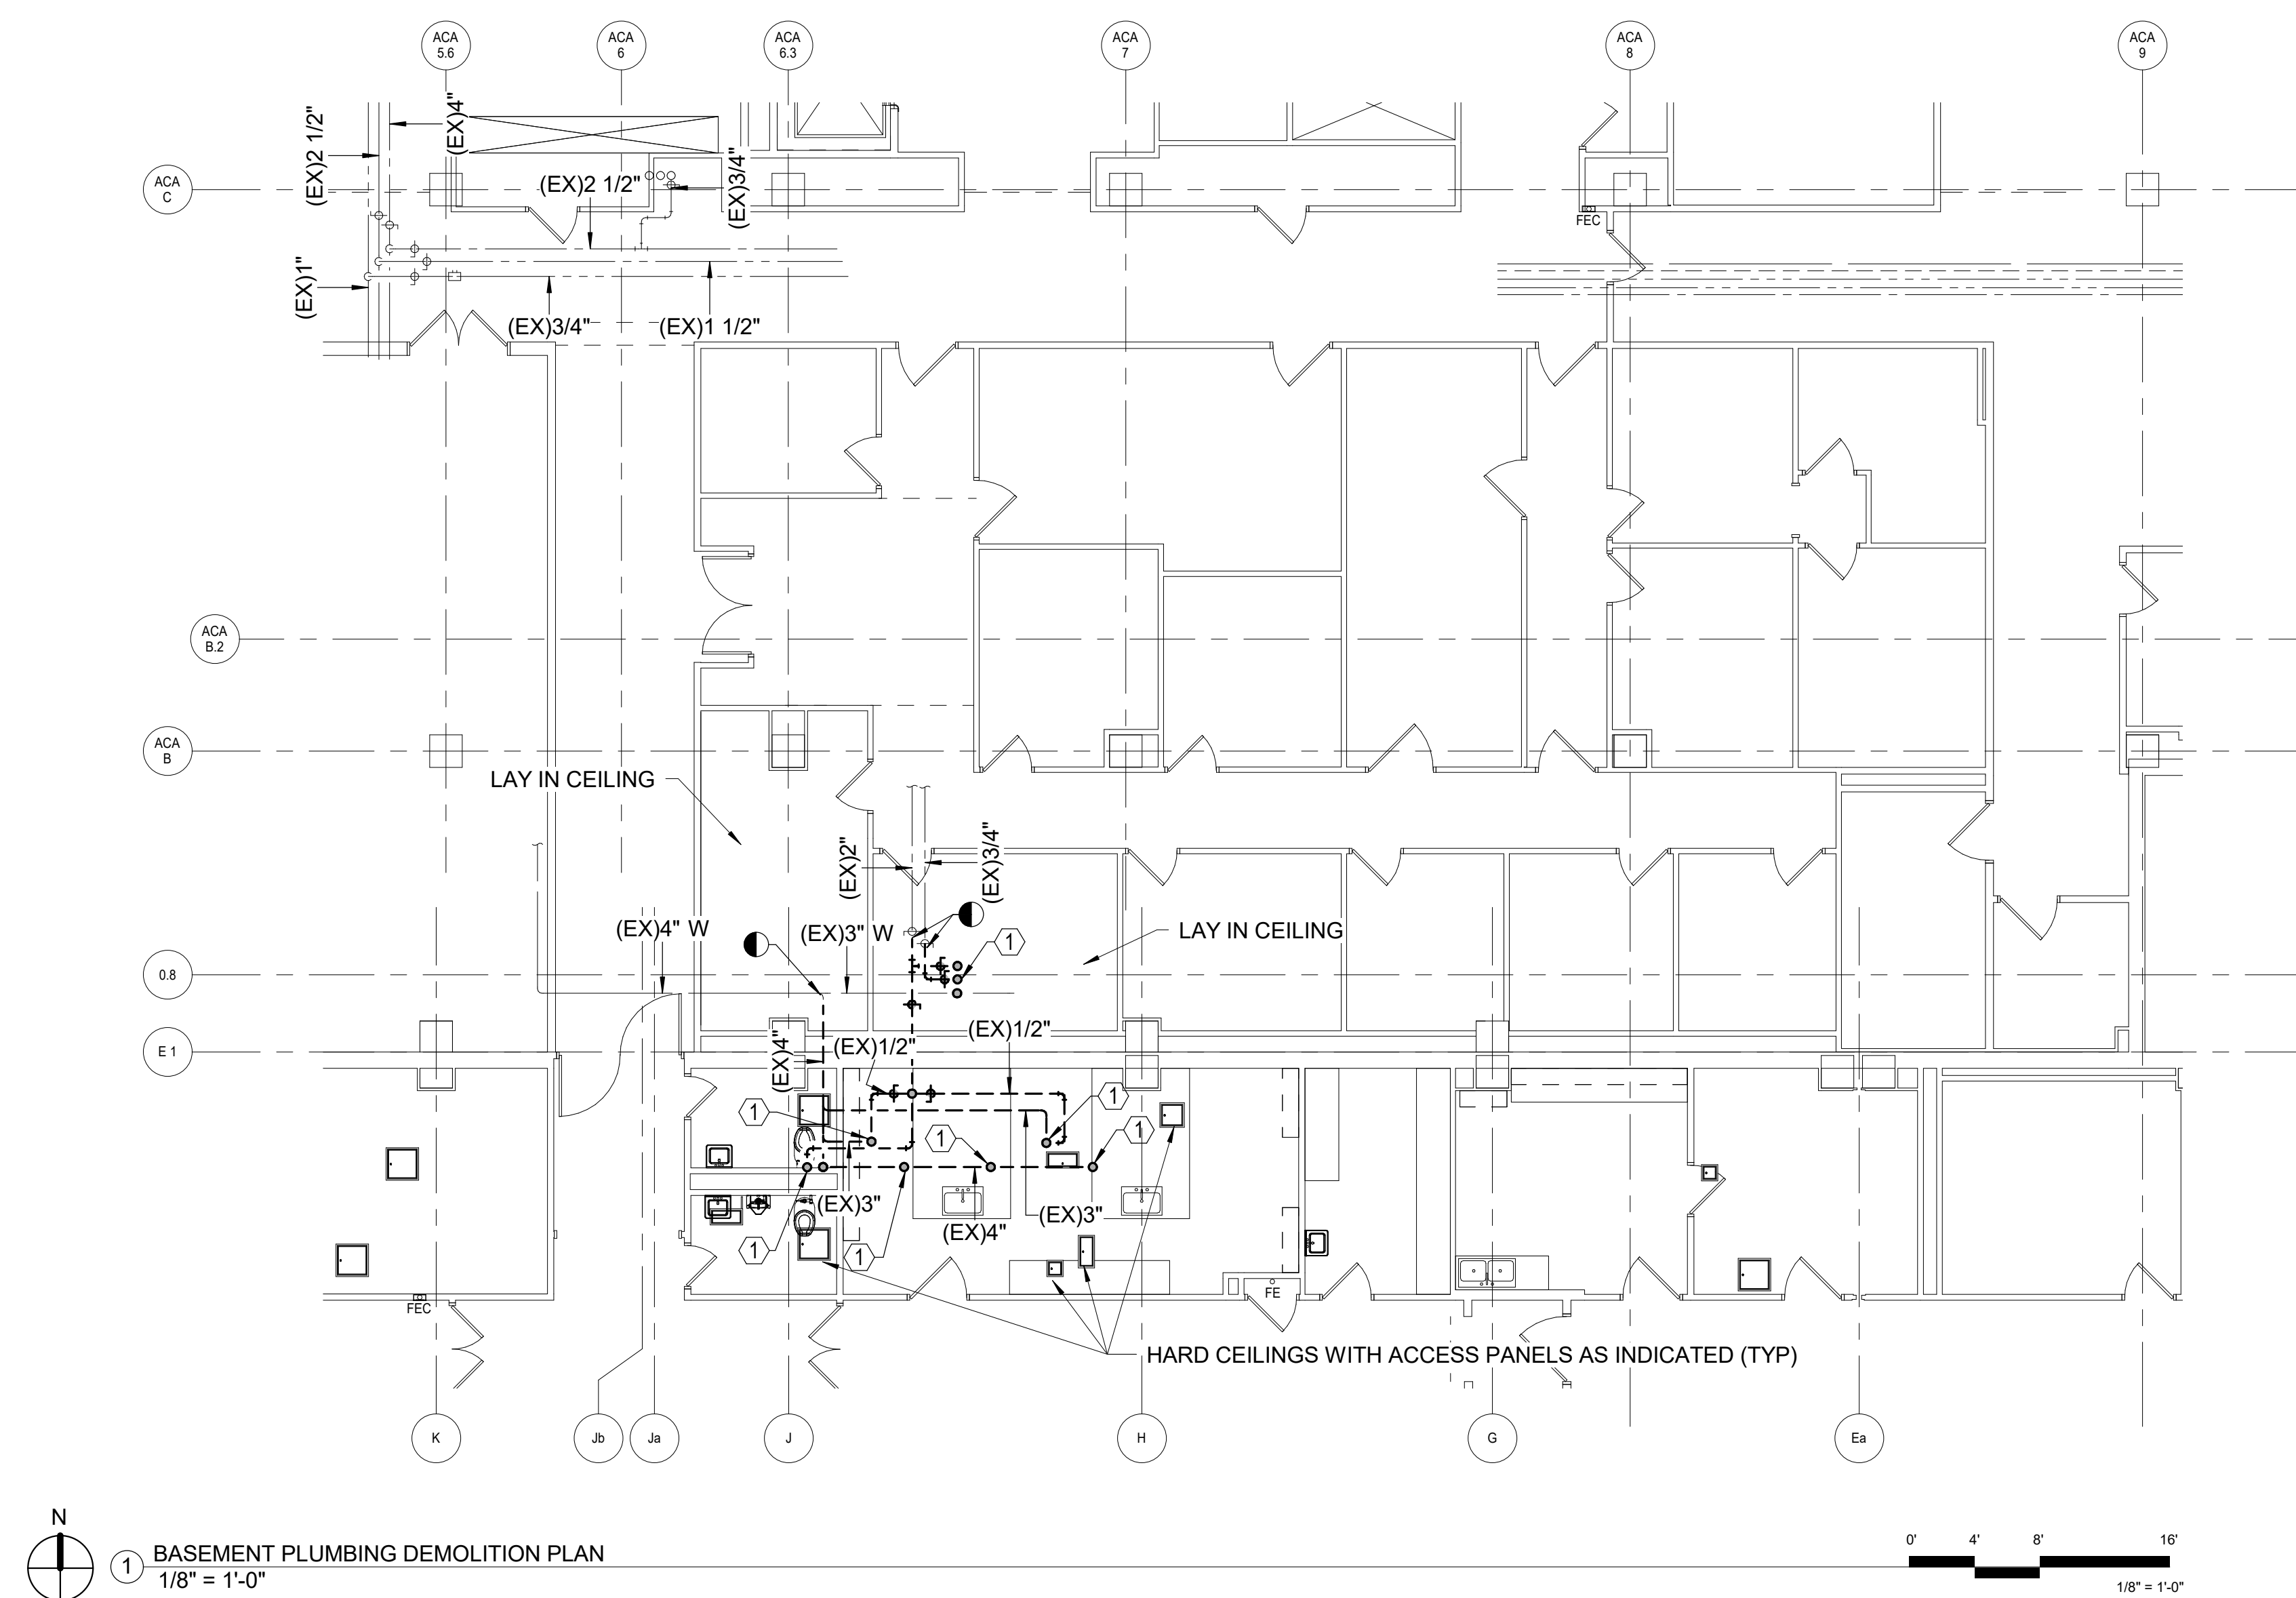 ACA
5.6
ACA
6
ACA
6.3
ACA
7
ACA
8
ACA
9
(EX)2 1/2"
(EX)4"
(EX)2 1/2"
(EX)3/4"
ACA
C
FEC
(EX)1"
(EX)3/4"
(EX)1 1/2"
ACA
B.2
ACA
B
LAY IN CEILING
(EX)2"
(EX)3/4"
(EX)4" W
(EX)3" W
1
LAY IN CEILING
0.8
(EX)1/2"
(EX)4"
(EX)1/2"
E 1
1
1
1
1
(EX)3"
(EX)3"
(EX)4"
1
1
FE
FEC
HARD CEILINGS WITH ACCESS PANELS AS INDICATED (TYP)
K
Jb
Ja
J
H
G
Ea
N
1
BASEMENT PLUMBING DEMOLITION PLAN
1/8" = 1'-0"
0'
4'
8'
16'
1/8" = 1'-0"